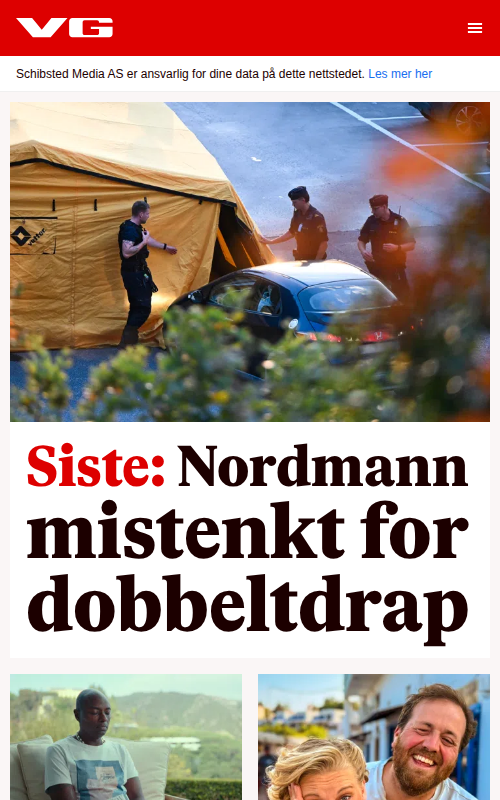 VG
Schibsted Media AS er ansvarlig for dine data på dette nettstedet. Les mer her
Siste: Nordmann
mistenkt for
dobbeltdrap